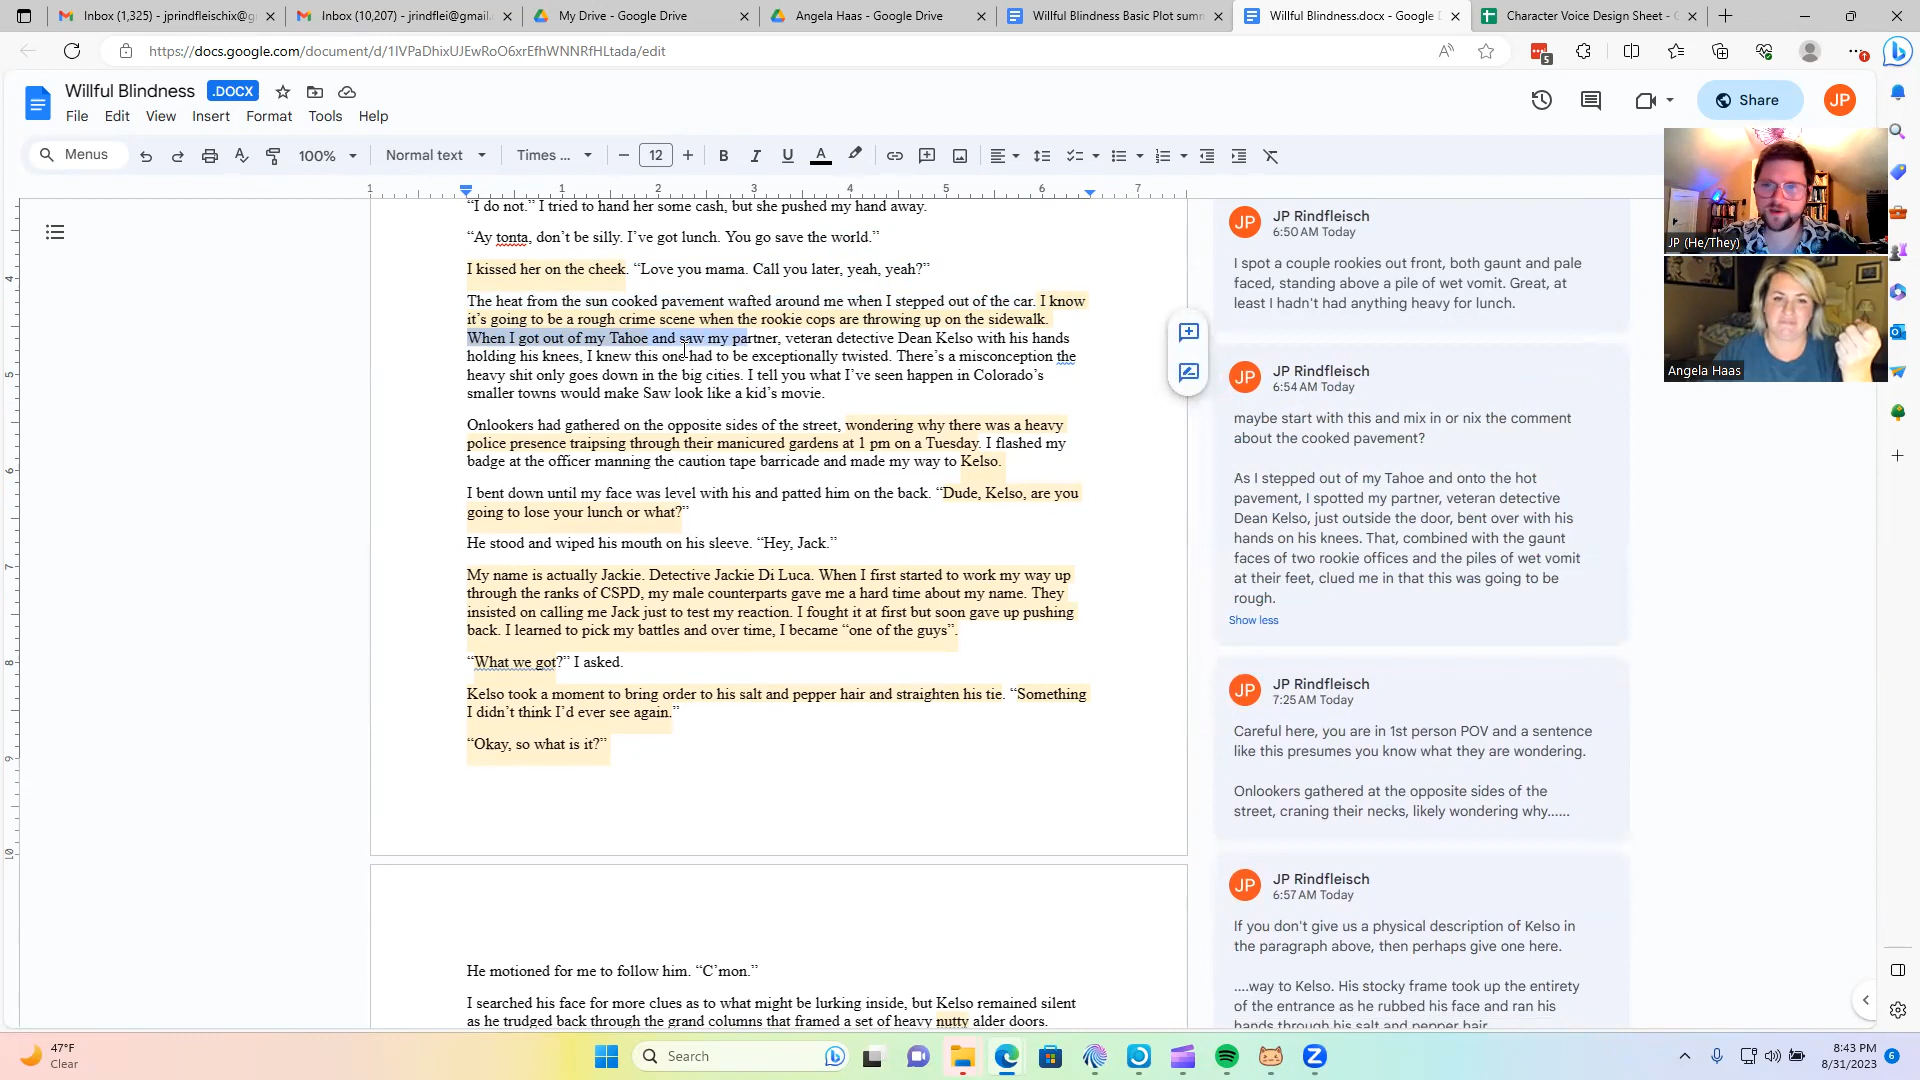 Inbox (1,325) - jprindfleischix@g
Inbox (10,207) - jrindflei@gmail.
My Drive - Google Drive
Angela Haas - Google Drive
Willful Blindness Basic Plot sum
Willful Blindness.docx - Google D
Character Voice Design Sheet - G
https://docs.google.com/document/d/1IVPaDhixUJEwRoO6xrEfhWNNRfHLtada/edit
Willful Blindness .DOCX
Share
JP
File Edit View Insert Format Tools Help
Menus 100% Normal text Times ... 12
1 1 2 3 4 5 6 7
“I do not.” I tried to hand her some cash, but she pushed my hand away.
“Ay tonta, don’t be silly. I’ve got lunch. You go save the world.”
I kissed her on the cheek. “Love you mama. Call you later, yeah, yeah?”
The heat from the sun cooked pavement wafted around me when I stepped out of the car. I know
it’s going to be a rough crime scene when the rookie cops are throwing up on the sidewalk.
When I got out of my Tahoe and saw my partner, veteran detective Dean Kelso with his hands
holding his knees, I knew this one had to be exceptionally twisted. There’s a misconception the
heavy shit only goes down in the big cities. I tell you what I’ve seen happen in Colorado’s
smaller towns would make Saw look like a kid’s movie.
Onlookers had gathered on the opposite sides of the street, wondering why there was a heavy
police presence traipsing through their manicured gardens at 1 pm on a Tuesday. I flashed my
badge at the officer manning the caution tape barricade and made my way to Kelso.
I bent down until my face was level with his and patted him on the back. “Dude, Kelso, are you
going to lose your lunch or what?”
He stood and wiped his mouth on his sleeve. “Hey, Jack.”
My name is actually Jackie. Detective Jackie Di Luca. When I first started to work my way up
through the ranks of CSPD, my male counterparts gave me a hard time about my name. They
insisted on calling me Jack just to test my reaction. I fought it at first but soon gave up pushing
back. I learned to pick my battles and over time, I became “one of the guys”.
“What we got?” I asked.
Kelso took a moment to bring order to his salt and pepper hair and straighten his tie. “Something
I didn’t think I’d ever see again.”
“Okay, so what is it?”
He motioned for me to follow him. “C’mon.”
I searched his face for more clues as to what might be lurking inside, but Kelso remained silent
as he trudged back through the grand columns that framed a set of heavy nutty alder doors.
4
5
6
7
8
9
10
JP
JP Rindfleisch
6:50 AM Today
I spot a couple rookies out front, both gaunt and pale
faced, standing above a pile of wet vomit. Great, at
least I hadn't had anything heavy for lunch.
JP
JP Rindfleisch
6:54 AM Today
maybe start with this and mix in or nix the comment
about the cooked pavement?
As I stepped out of my Tahoe and onto the hot
pavement, I spotted my partner, veteran detective
Dean Kelso, just outside the door, bent over with his
hands on his knees. That, combined with the gaunt
faces of two rookie offices and the piles of wet vomit
at their feet, clued me in that this was going to be
rough.
Show less
JP
JP Rindfleisch
7:25 AM Today
Careful here, you are in 1st person POV and a sentence
like this presumes you know what they are wondering.
Onlookers gathered at the opposite sides of the
street, craning their necks, likely wondering why......
JP
JP Rindfleisch
6:57 AM Today
If you don't give us a physical description of Kelso in
the paragraph above, then perhaps give one here.
....way to Kelso. His stocky frame took up the entirety
of the entrance as he rubbed his face and ran his
hands through his salt and pepper hair
JP (He/They)
Angela Haas
47°F
Clear
Search
8:43 PM
8/31/2023
6